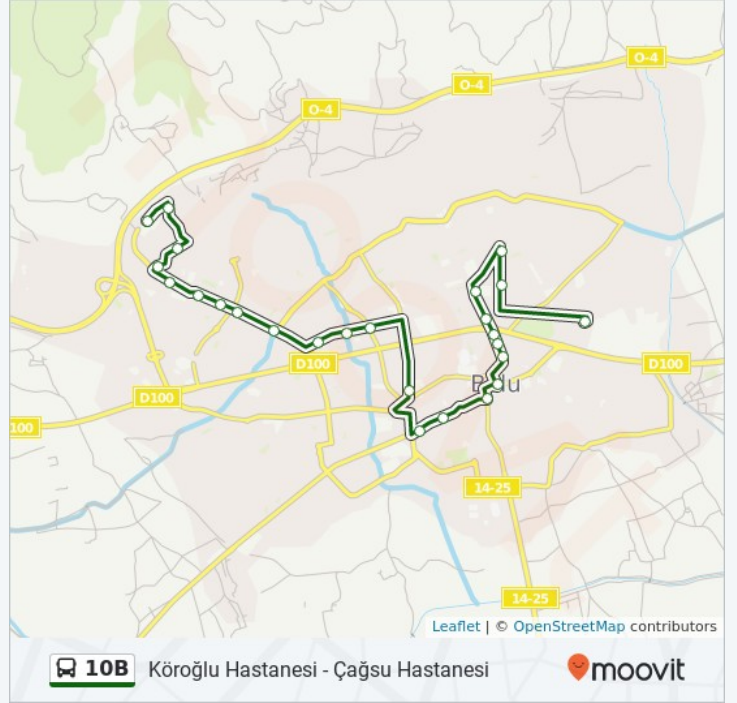 O-4
O-4
O-4
D100
D100
D100
100
Bolu
14-25
14-25
Leaflet | © OpenStreetMap contributors
10B Köroğlu Hastanesi - Çağsu Hastanesi
moovit